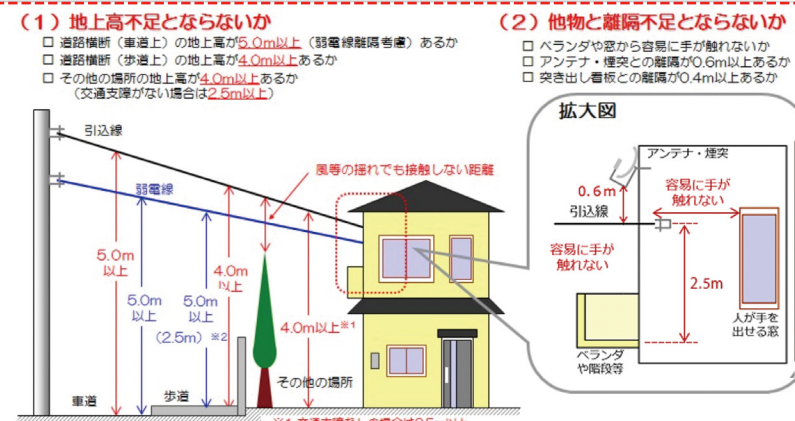 （1）地上高不足とならないか
□ 道路横断（車道上）の地上高が5.0m以上（弱電線離隔考慮）あるか
□ 道路横断（歩道上）の地上高が4.0m以上あるか
□ その他の場所の地上高が4.0m以上あるか
（交通支障がない場合は2.5m以上）
（2）他物と離隔不足とならないか
□ ベランダや窓から容易に手が触れないか
□ アンテナ・煙突との離隔が0.6m以上あるか
□ 突き出し看板との離隔が0.4m以上あるか
引込線
弱電線
風等の揺れでも接触しない距離
5.0m
以上
5.0m
以上
5.0m
以上
（2.5m）※2
4.0m
以上
4.0m以上※1
その他の場所
車道
歩道
拡大図
アンテナ・煙突
0.6m
容易に手が
触れない
引込線
容易に手が
触れない
2.5m
人が手を
出せる窓
ベランダ
や階段等